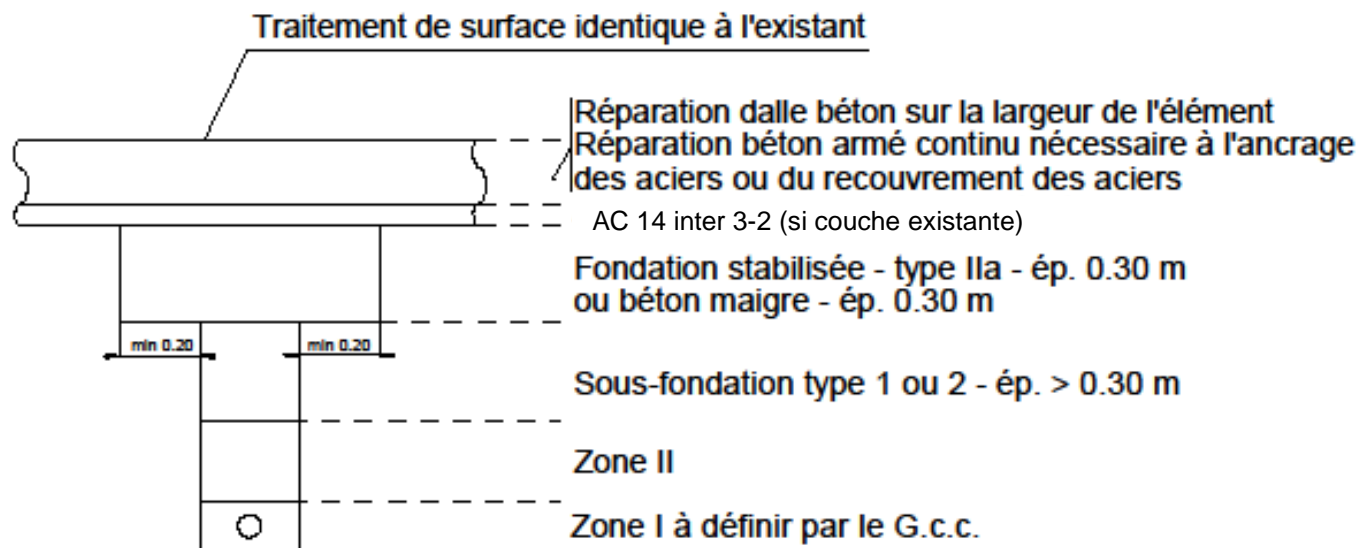 Traitement de surface identique à l'existant
Réparation dalle béton sur la largeur de l'élément
Réparation béton armé continu nécessaire à l'ancrage
des aciers ou du recouvrement des aciers
AC 14 inter 3-2 (si couche existante)
Fondation stabilisée - type IIa - ép. 0.30 m
ou béton maigre - ép. 0.30 m
min 0.20
min 0.20
Sous-fondation type 1 ou 2 - ép. > 0.30 m
Zone II
Zone I à définir par le G.c.c.